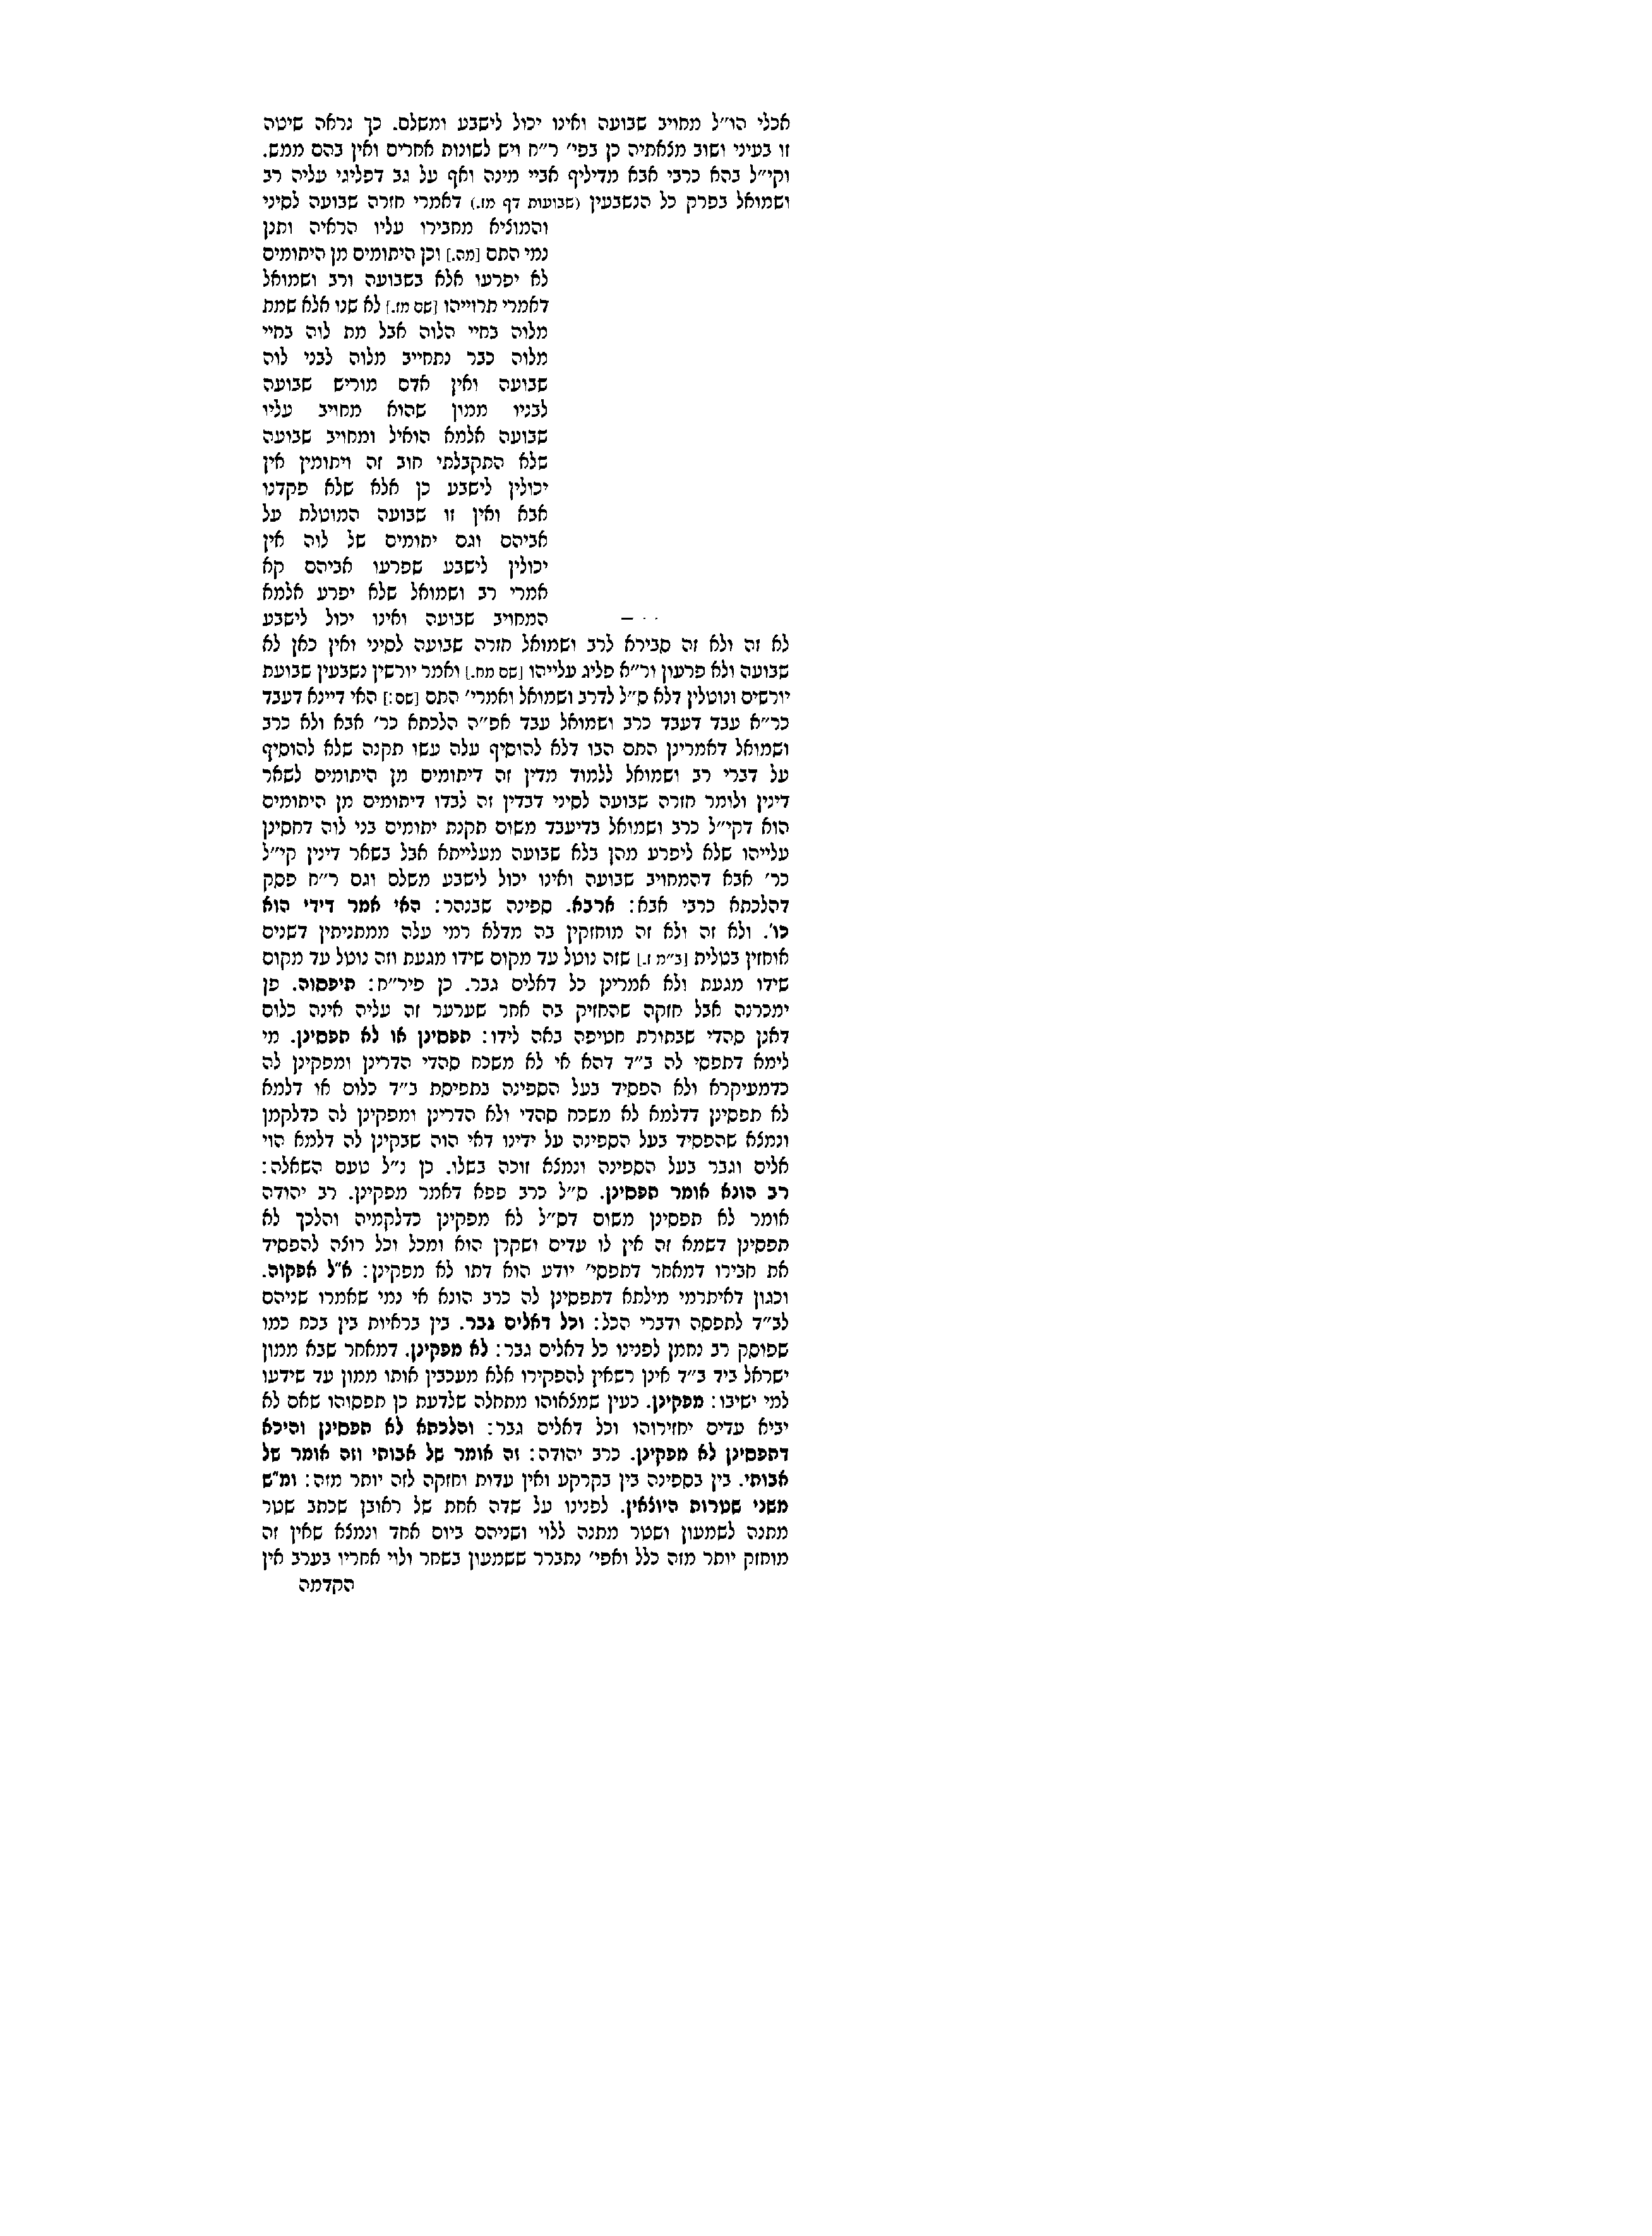 אכלי הו״ל מחויב שבועה ואינו יכול לישבע ומשלם. כך נראה שיטה
זו בעיני ושוב מצאתיה כן בפי׳ ר״ח ויש לשונות אחרים ואין בהם ממש.
וקי״ל בהא כרבי אבא מדיליף אביי מינה ואף על גב דפליגי עליה רב
ושמואל בפרק כל הנשבעין (שבועות דף מז.) דאמרי חזרה שבועה לסיני
והמוציא מחבירו עליו הראיה ותנן
נמי התם [מה.] וכן היתומים מן היתומים
לא יפרעו אלא בשבועה ורב ושמואל
דאמרי תרוייהו [שם מז.] לא שנו אלא שמת
מלוה בחיי הלוה אבל מת לוה בחיי
מלוה כבר נתחייב מלוה לבני לוה
שבועה ואין אדם מוריש שבועה
לבניו ממון שהוא מחויב עליו
שבועה אלמא הואיל ומחויב שבועה
שלא התקבלתי חוב זה ויתומין אין
יכולין לישבע כן אלא שלא פקדנו
אבא ואין זו שבועה המוטלת על
אביהם וגם יתומים של לוה אין
יכולין לישבע שפרעו אביהם קא
אמרי רב ושמואל שלא יפרע אלמא
המחויב שבועה ואינו יכול לישבע
לא זה ולא זה סבירא לרב ושמואל חזרה שבועה לסיני ואין כאן לא
שבועה ולא פרעון ור״א פליג עלייהו [שם מח.] ואמר יורשין נשבעין שבועת
יורשים ונוטלין דלא ס״ל לדרב ושמואל ואמרי׳ התם [שם:] האי דיינא דעבד
כר״א עבד דעבד כרב ושמואל עבד אפ״ה הלכתא כר׳ אבא ולא כרב
ושמואל דאמרינן התם הבו דלא להוסיף עלה עשו תקנה שלא להוסיף
על דברי רב ושמואל ללמוד מדין זה דיתומים מן היתומים לשאר
דינין ולומר חזרה שבועה לסיני דבדין זה לבדו דיתומים מן היתומים
הוא דקי״ל כרב ושמואל בדיעבד משום תקנת יתומים בני לוה דחסינן
עלייהו שלא ליפרע מהן בלא שבועה מעלייתא אבל בשאר דינין קי״ל
כר׳ אבא דהמחויב שבועה ואינו יכול לישבע משלם וגם ר״ח פסק
דהלכתא כרבי אבא: ארבא. ספינה שבנהר: האי אמר דידי הוא
כו׳. ולא זה ולא זה מוחזקין בה מדלא רמי עלה ממתניתין דשנים
אוחזין בטלית [ב״מ ז.] שזה נוטל עד מקום שידו מגעת וזה נוטל עד מקום
שידו מגעת ולא אמרינן כל דאלים גבר. כן פיר״ח: תיפסוה. פן
ימכרנה אבל חזקה שהחזיק בה אחר שערער זה עליה אינה כלום
דאנן סהדי שבתורת חטיפה באה לידו: תפסינן או לא תפסינן. מי
לימא דתפסי לה ב״ד דהא אי לא משכח סהדי הדרינן ומפקינן לה
כדמעיקרא ולא הפסיד בעל הספינה בתפיסת ב״ד כלום או דלמא
לא תפסינן דדלמא לא משכח סהדי ולא הדרינן ומפקינן לה כדלקמן
ונמצא שהפסיד בעל הספינה על ידינו דאי הוה שבקינן לה דלמא הוי
אלים וגבר בעל הספינה ונמצא זוכה בשלו. כן נ״ל טעם השאלה:
רב הונא אומר תפסינן. ס״ל כרב פפא דאמר מפקינן. רב יהודה
אומר לא תפסינן משום דס״ל לא מפקינן כדלקמיה והלכך לא
תפסינן דשמא זה אין לו עדים ושקרן הוא ומכל וכל רוצה להפסיד
את חבירו דמאחר דתפסי׳ יודע הוא דתו לא מפקינן: א״ל אפקוה.
וכגון דאיתרמי מילתא דתפסינן לה כרב הונא אי נמי שאמרו שניהם
לב״ד לתפסה ודברי הכל: וכל דאלים גבר. בין בראיות בין בכח כמו
שפוסק רב נחמן לפנינו כל דאלים גבר: לא מפקינן. דמאחר שבא ממון
ישראל ביד ב״ד אינן רשאין להפקירו אלא מעכבין אותו ממון עד שידעו
למי ישיבו: מפקינן. כעין שמצאוהו מתחלה שלדעת כן תפסוהו שאם לא
יביא עדים יחזירוהו וכל דאלים גבר: והלכתא לא תפסינן והיכא
דתפסינן לא מפקינן. כרב יהודה: זה אומר של אבותי וזה אומר של
אבותי. בין בספינה בין בקרקע ואין עדות וחזקה לזה יותר מזה: ומ״ש
משני שטרות היוצאין. לפנינו על שדה אחת של ראובן שכתב שטר
מתנה לשמעון ושטר מתנה ללוי ושניהם ביום אחד ונמצא שאין זה
מוחזק יותר מזה כלל ואפי׳ נתברר ששמעון בשחר ולוי אחריו בערב אין
הקדמה